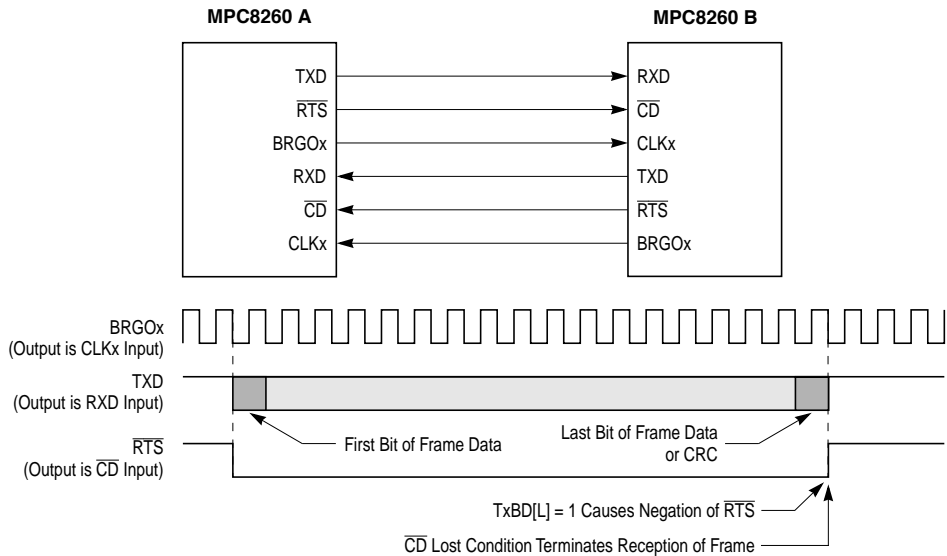 MPC8260 A
MPC8260 B
TXD
RTS
BRGOx
RXD
CD
CLKx
RXD
CD
CLKx
TXD
RTS
BRGOx
BRGOx
(Output is CLKx Input)
TXD
(Output is RXD Input)
RTS
(Output is CD Input)
First Bit of Frame Data
Last Bit of Frame Data
or CRC
TxBD[L] = 1 Causes Negation of RTS
CD Lost Condition Terminates Reception of Frame